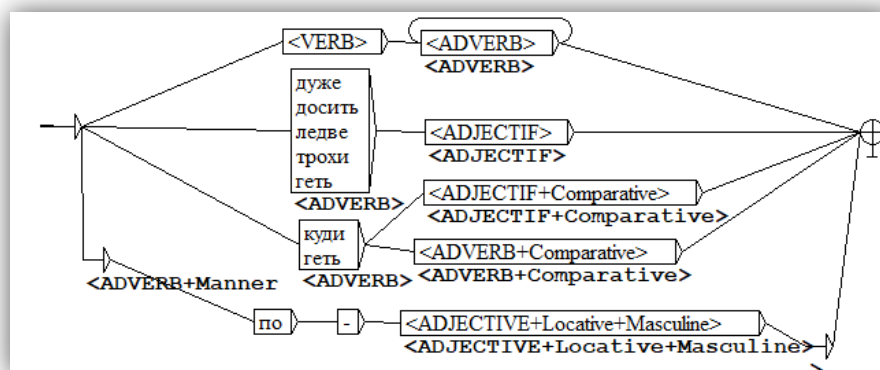 <VERB>
<ADVERB>
<ADVERB>
дуже
досить
ледве
трохи
геть
<ADVERB>
<ADJECTIF>
<ADJECTIF>
куди
геть
<ADVERB>
<ADJECTIF+Comparative>
<ADJECTIF+Comparative>
<ADVERB+Comparative>
<ADVERB+Comparative>
<ADVERB+Manner
по
-
<ADJECTIVE+Locative+Masculine>
<ADJECTIVE+Locative+Masculine>
>